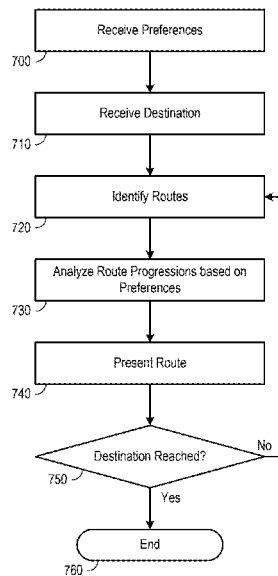 Receive Preferences
700
Receive Destination
710
Identify Routes
720
Analyze Route Progressions based on
Preferences
730
Present Route
740
Destination Reached?
No
750
Yes
End
760